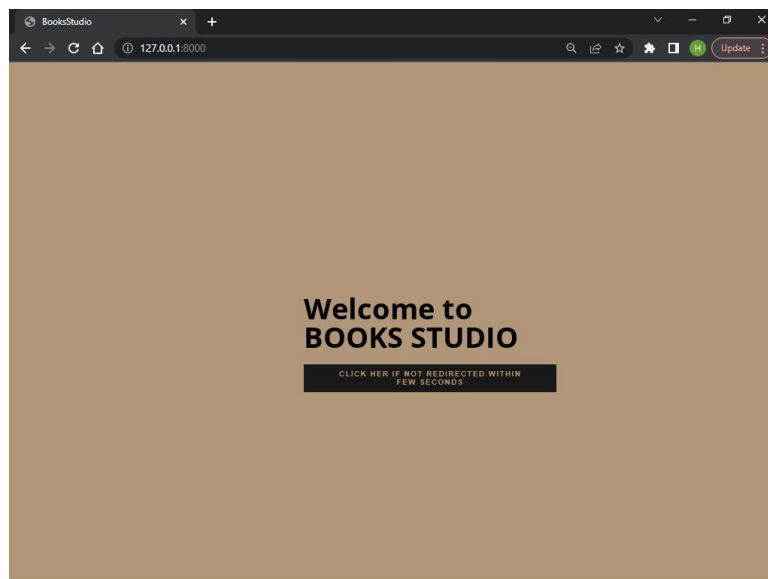 BooksStudio
127.0.0.1:8000
H
Update
Welcome to
BOOKS STUDIO
CLICK HER IF NOT REDIRECTED WITHIN
FEW SECONDS